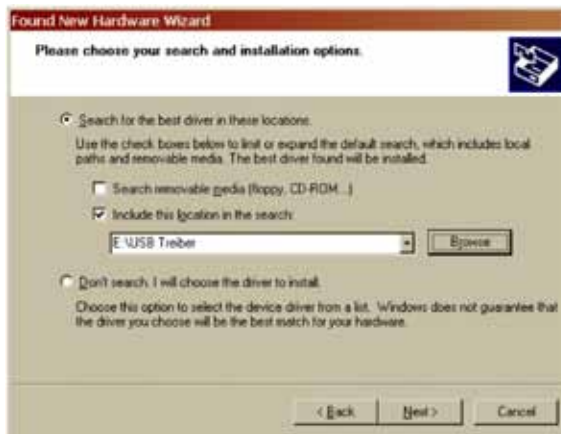 Found New Hardware Wizard
Please choose your search and installation options.
Search for the best driver in these locations.
Use the check boxes below to limit or expand the default search, which includes local
paths and removable media. The best driver found will be installed.
Search removable media (floppy, CD-ROM...)
Include this location in the search:
E:\USB Treiber
Browse
Don't search. I will choose the driver to install.
Choose this option to select the device driver from a list. Windows does not guarantee that
the driver you choose will be the best match for your hardware.
< Back Next > Cancel